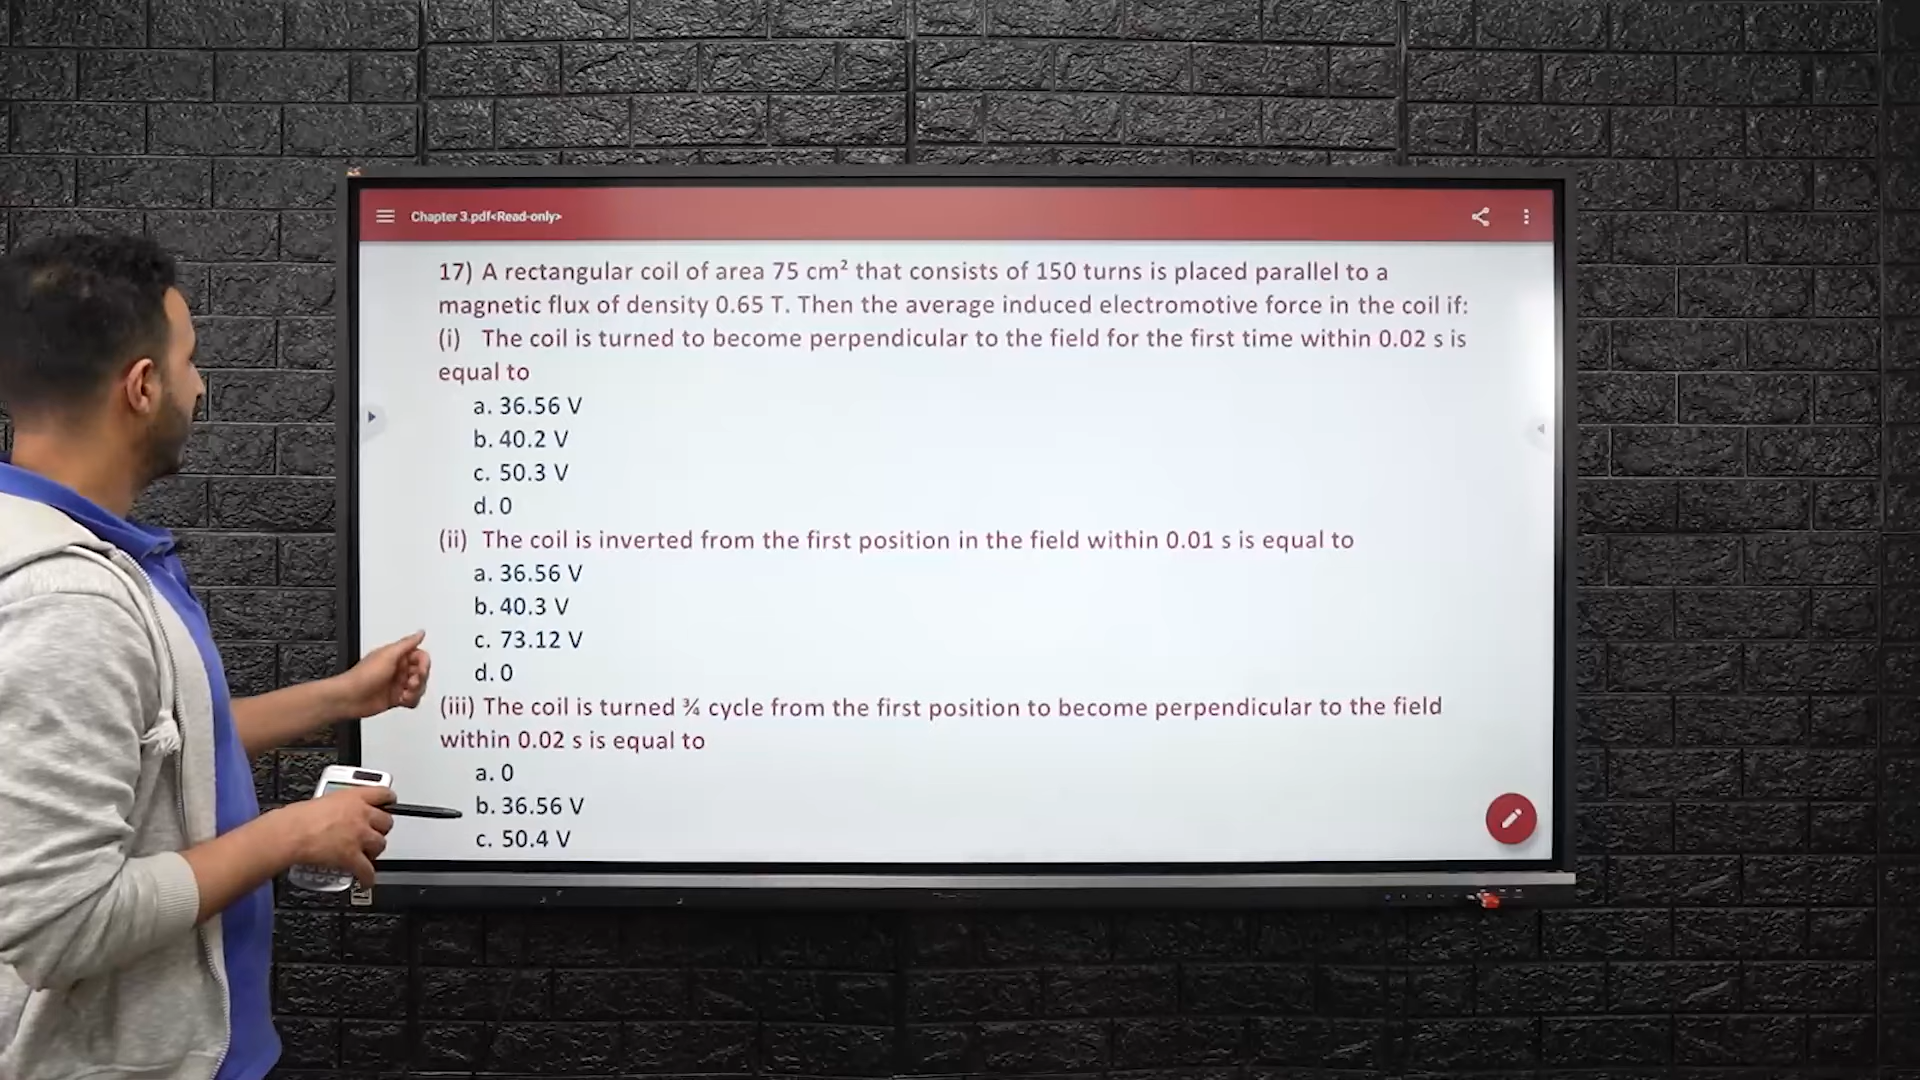 Chapter 3.pdf<Read-only>
17) A rectangular coil of area 75 cm² that consists of 150 turns is placed parallel to a
magnetic flux of density 0.65 T. Then the average induced electromotive force in the coil if:
(i) The coil is turned to become perpendicular to the field for the first time within 0.02 s is
equal to
a. 36.56 V
b. 40.2 V
c. 50.3 V
d. 0
(ii) The coil is inverted from the first position in the field within 0.01 s is equal to
a. 36.56 V
b. 40.3 V
c. 73.12 V
d. 0
(iii) The coil is turned ¾ cycle from the first position to become perpendicular to the field
within 0.02 s is equal to
a. 0
b. 36.56 V
c. 50.4 V